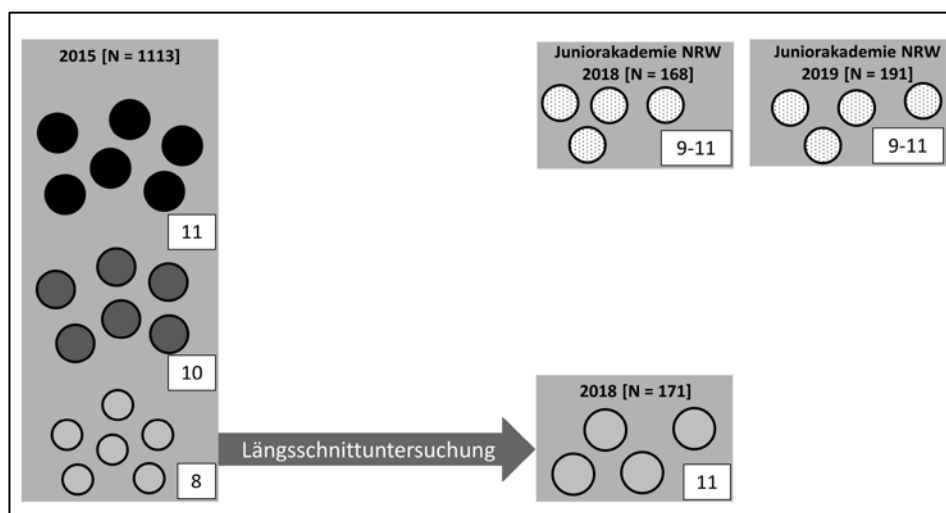 2015 [N = 1113]
11
10
8
Längsschnittuntersuchung
Juniorakademie NRW
2018 [N = 168]
9-11
Juniorakademie NRW
2019 [N = 191]
9-11
2018 [N = 171]
11